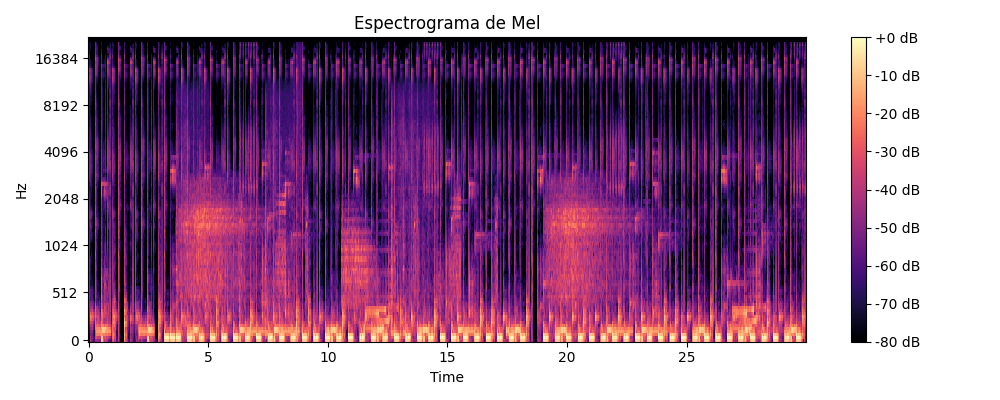 Espectrograma de Mel
Hz
16384
8192
4096
2048
1024
512
0
0 5 10 15 20 25
Time
+0 dB
-10 dB
-20 dB
-30 dB
-40 dB
-50 dB
-60 dB
-70 dB
-80 dB